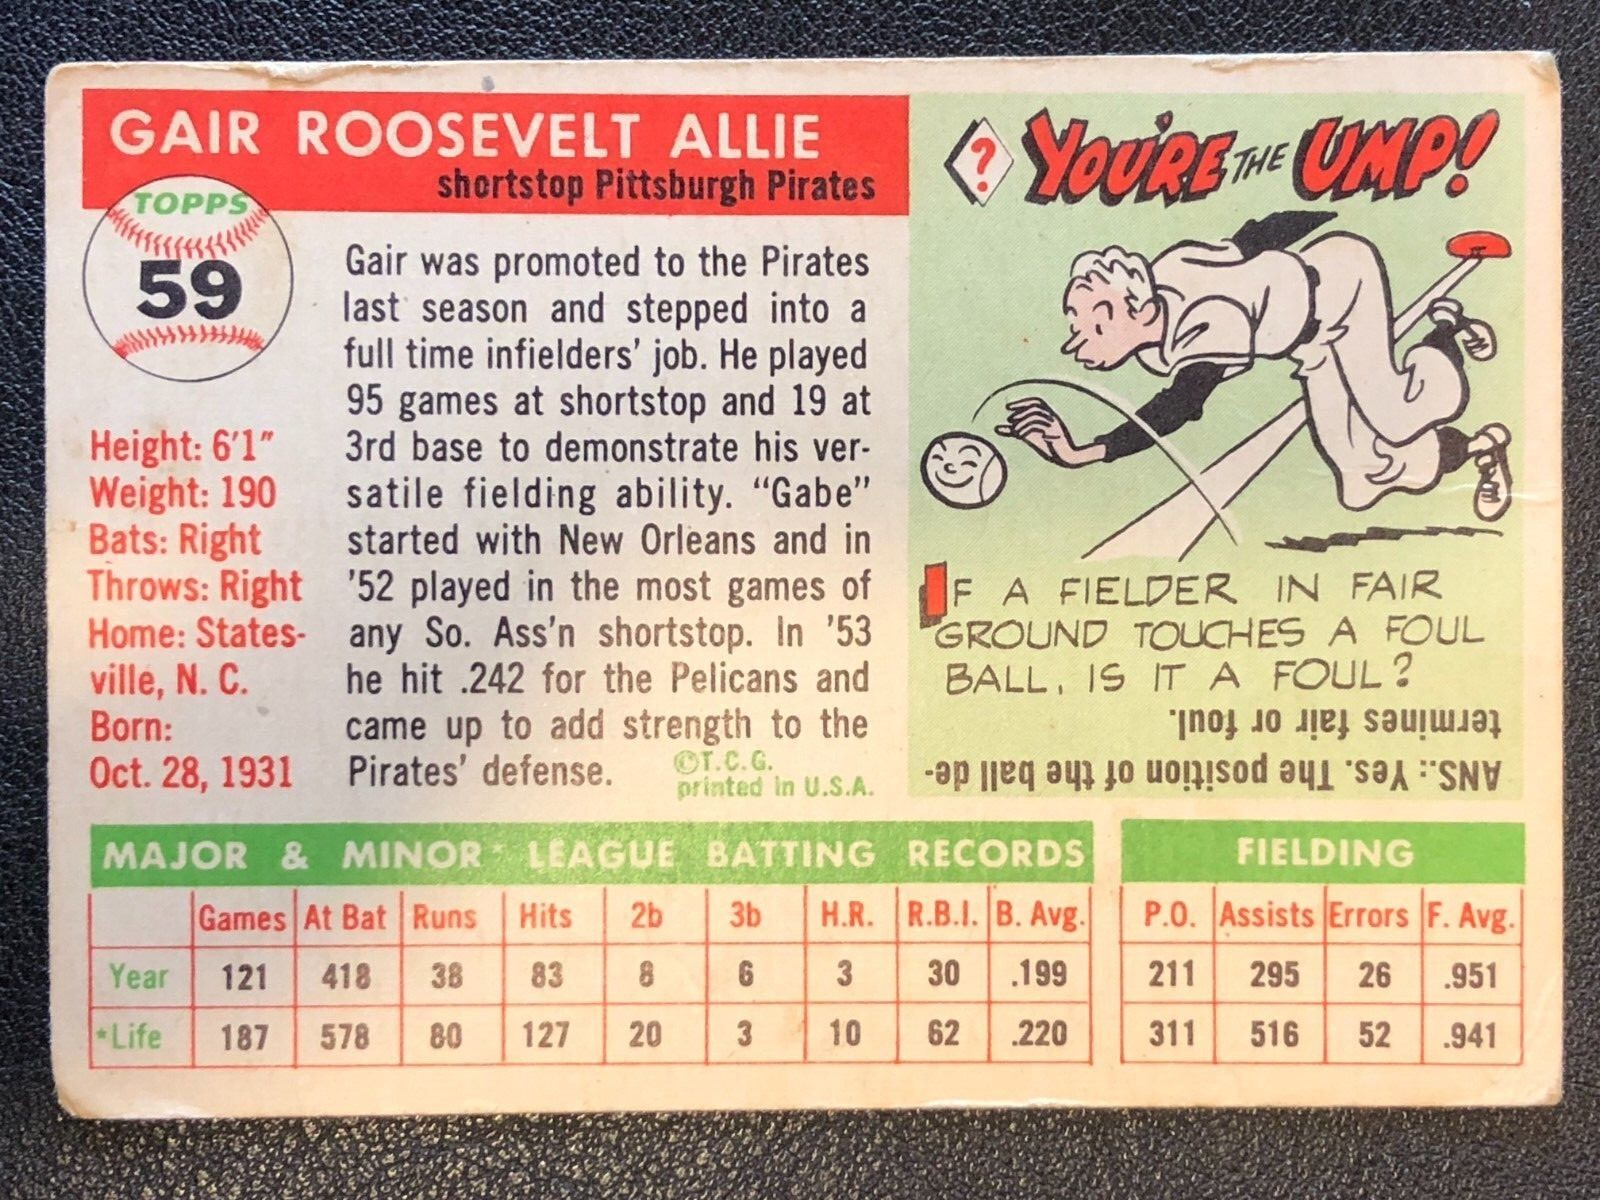 GAIR ROOSEVELT ALLIE
shortstop Pittsburgh Pirates
TOPPS
59
Height: 6'1"
Weight: 190
Bats: Right
Throws: Right
Home: States-
ville, N. C.
Born:
Oct. 28, 1931
Gair was promoted to the Pirates
last season and stepped into a
full time infielders' job. He played
95 games at shortstop and 19 at
3rd base to demonstrate his ver-
satile fielding ability. "Gabe"
started with New Orleans and in
'52 played in the most games of
any So. Ass'n shortstop. In '53
he hit .242 for the Pelicans and
came up to add strength to the
Pirates' defense.
©T.C.G.
printed in U.S.A.
? YOU'RE THE UMP!
IF A FIELDER IN FAIR
GROUND TOUCHES A FOUL
BALL, IS IT A FOUL?
ANS.: Yes. The position of the ball de-
termines fair or foul.
MAJOR & MINOR* LEAGUE BATTING RECORDS
Games At Bat Runs Hits 2b 3b H.R. R.B.I. B. Avg.
Year 121 418 38 83 8 6 3 30 .199
*Life 187 578 80 127 20 3 10 62 .220
FIELDING
P.O. Assists Errors F. Avg.
211 295 26 .951
311 516 52 .941